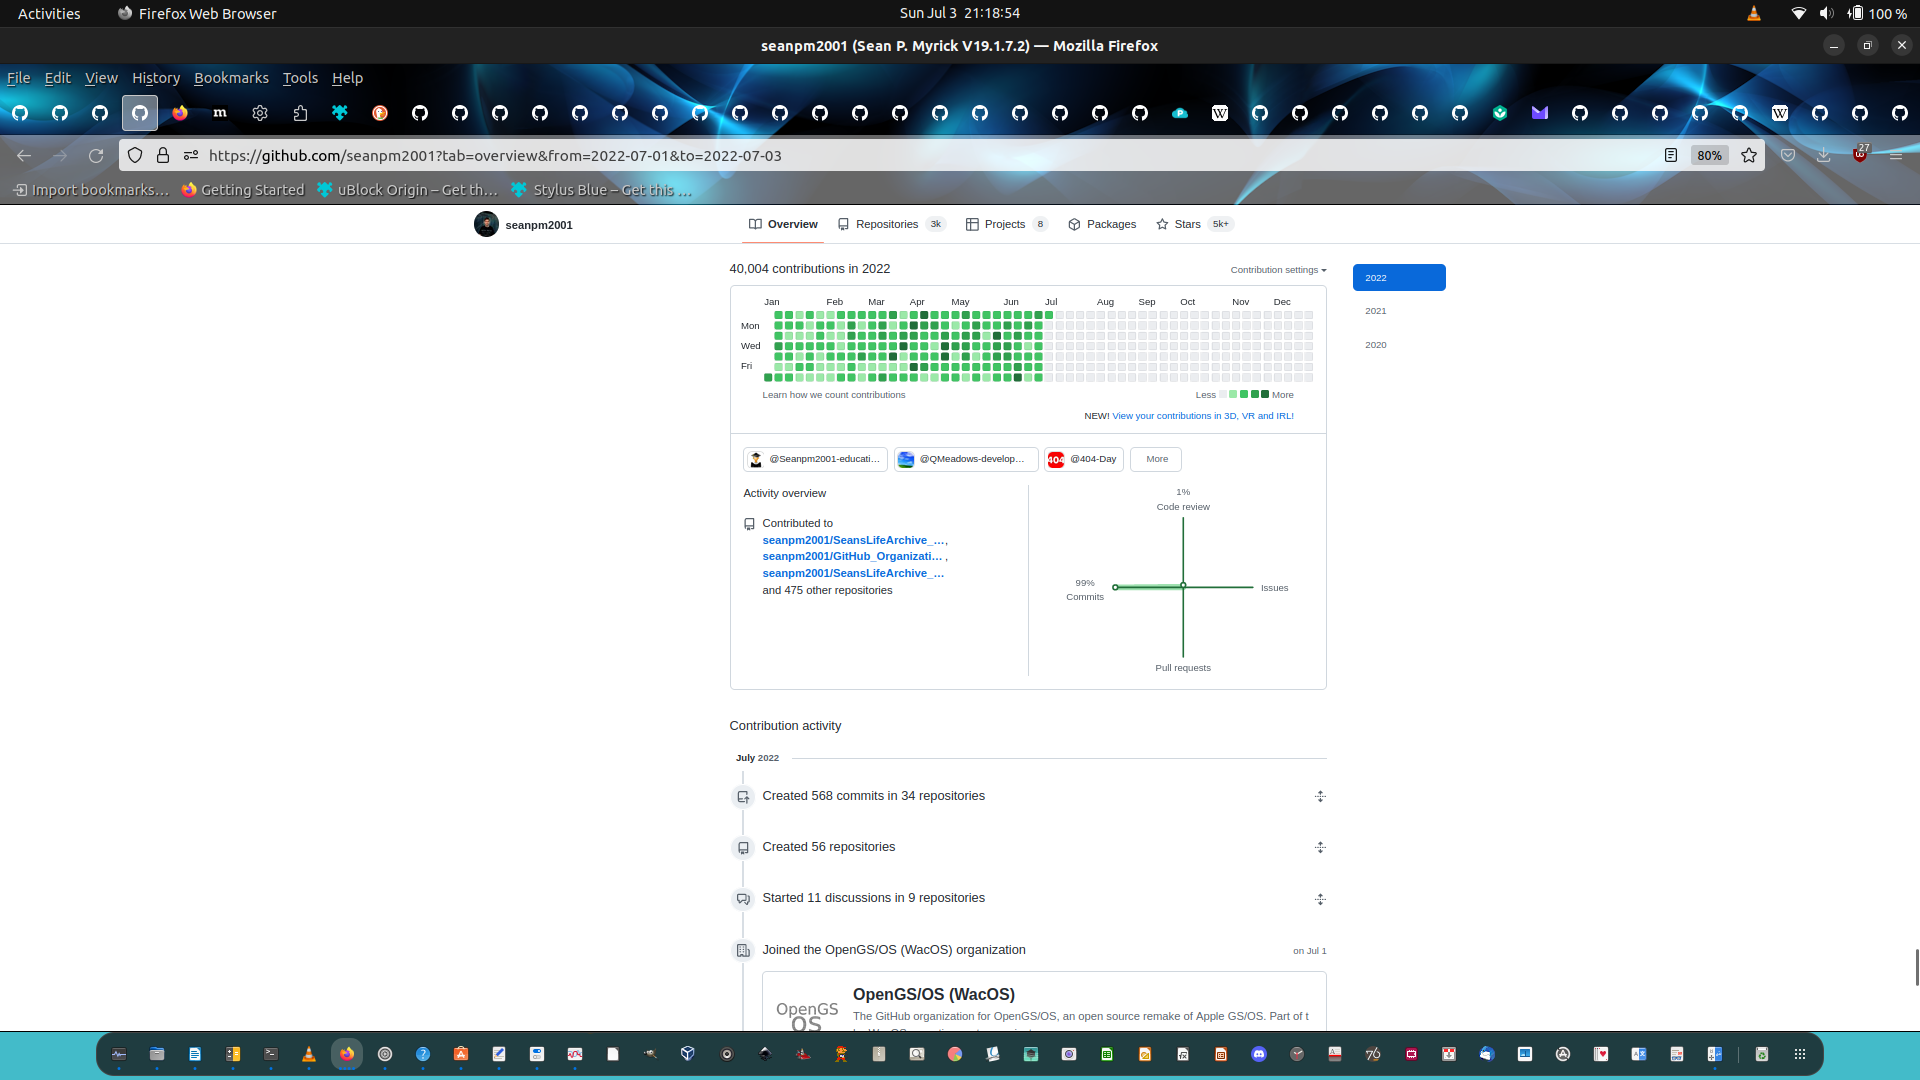 Activities
Firefox Web Browser
Sun Jul 3 21:18:54
100 %
seanpm2001 (Sean P. Myrick V19.1.7.2) — Mozilla Firefox
File Edit View History Bookmarks Tools Help
https://github.com/seanpm2001?tab=overview&from=2022-07-01&to=2022-07-03
80%
27
Import bookmarks…
Getting Started
uBlock Origin – Get th…
Stylus Blue – Get this …
seanpm2001
Overview
Repositories 3k
Projects 8
Packages
Stars 5k+
40,004 contributions in 2022
Contribution settings
2022
2021
2020
Jan Feb Mar Apr May Jun Jul Aug Sep Oct Nov Dec
Mon
Wed
Fri
Learn how we count contributions
Less
More
NEW! View your contributions in 3D, VR and IRL!
@Seanpm2001-educati…
@QMeadows-develop…
404
@404-Day
More
Activity overview
Contributed to
seanpm2001/SeansLifeArchive_…,
seanpm2001/GitHub_Organizati… ,
seanpm2001/SeansLifeArchive_…
and 475 other repositories
1%
Code review
99%
Commits
Issues
Pull requests
Contribution activity
July 2022
Created 568 commits in 34 repositories
Created 56 repositories
Started 11 discussions in 9 repositories
Joined the OpenGS/OS (WacOS) organization
on Jul 1
OpenGS
OS
OpenGS/OS (WacOS)
The GitHub organization for OpenGS/OS, an open source remake of Apple GS/OS. Part of t